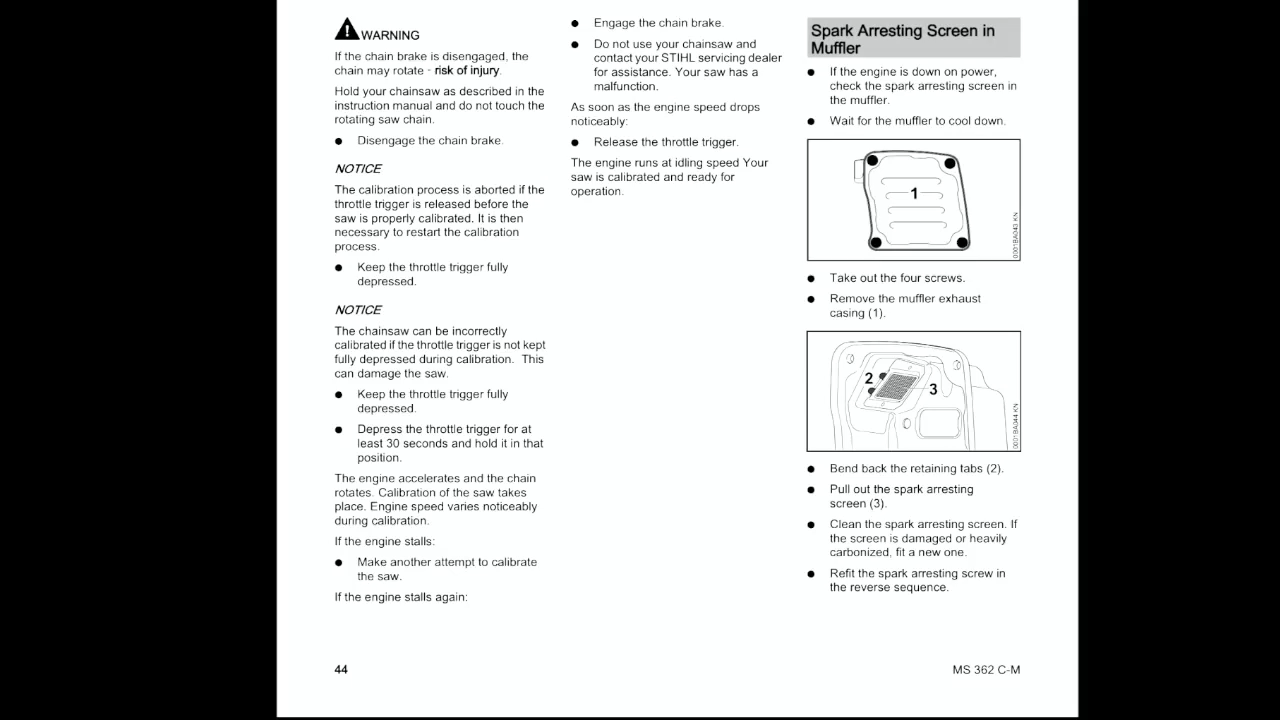 WARNING
If the chain brake is disengaged, the
chain may rotate - risk of injury.
Hold your chainsaw as described in the
instruction manual and do not touch the
rotating saw chain.
● Disengage the chain brake.
NOTICE
The calibration process is aborted if the
throttle trigger is released before the
saw is properly calibrated. It is then
necessary to restart the calibration
process.
● Keep the throttle trigger fully
depressed.
NOTICE
The chainsaw can be incorrectly
calibrated if the throttle trigger is not kept
fully depressed during calibration. This
can damage the saw.
● Keep the throttle trigger fully
depressed.
● Depress the throttle trigger for at
least 30 seconds and hold it in that
position.
The engine accelerates and the chain
rotates. Calibration of the saw takes
place. Engine speed varies noticeably
during calibration.
If the engine stalls:
● Make another attempt to calibrate
the saw.
If the engine stalls again:
● Engage the chain brake.
● Do not use your chainsaw and
contact your STIHL servicing dealer
for assistance. Your saw has a
malfunction.
As soon as the engine speed drops
noticeably:
● Release the throttle trigger.
The engine runs at idling speed Your
saw is calibrated and ready for
operation.
Spark Arresting Screen in
Muffler
● If the engine is down on power,
check the spark arresting screen in
the muffler.
● Wait for the muffler to cool down.
1
0001BA043 KN
● Take out the four screws.
● Remove the muffler exhaust
casing (1).
2
3
0001BA044 KN
● Bend back the retaining tabs (2).
● Pull out the spark arresting
screen (3).
● Clean the spark arresting screen. If
the screen is damaged or heavily
carbonized, fit a new one.
● Refit the spark arresting screw in
the reverse sequence.
44
MS 362 C-M